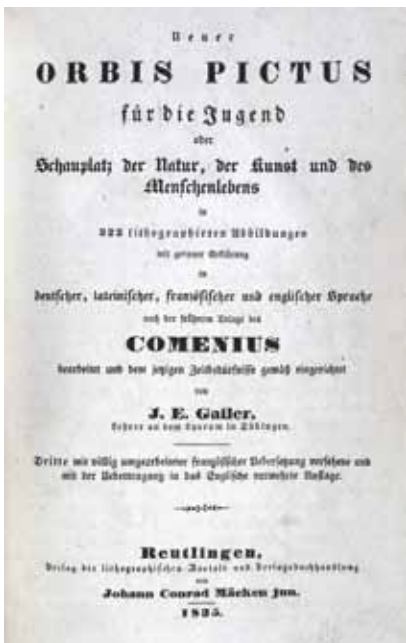 Neuer
ORBIS PICTUS
für die Jugend
oder
Schauplatz der Natur, der Kunst und des
Menschenlebens
in
322 lithographirten Abbildungen
mit genauer Erklärung
in
deutscher, lateinischer, französischer und englischer Sprache
nach der früheren Anlage des
COMENIUS
bearbeitet und dem jetzigen Zeitbedürfnisse gemäß eingerichtet
von
J. E. Gailer,
Lehrer an dem Lyceum in Tübingen.
Dritte mit völlig umgearbeiteter französischer Uebersetzung versehene und
mit der Uebertragung in das Englische vermehrte Auflage.
Reutlingen,
Verlag der lithographischen Anstalt und Verlagsbuchhandlung
von
Johann Conrad Mäcken jun.
1835.